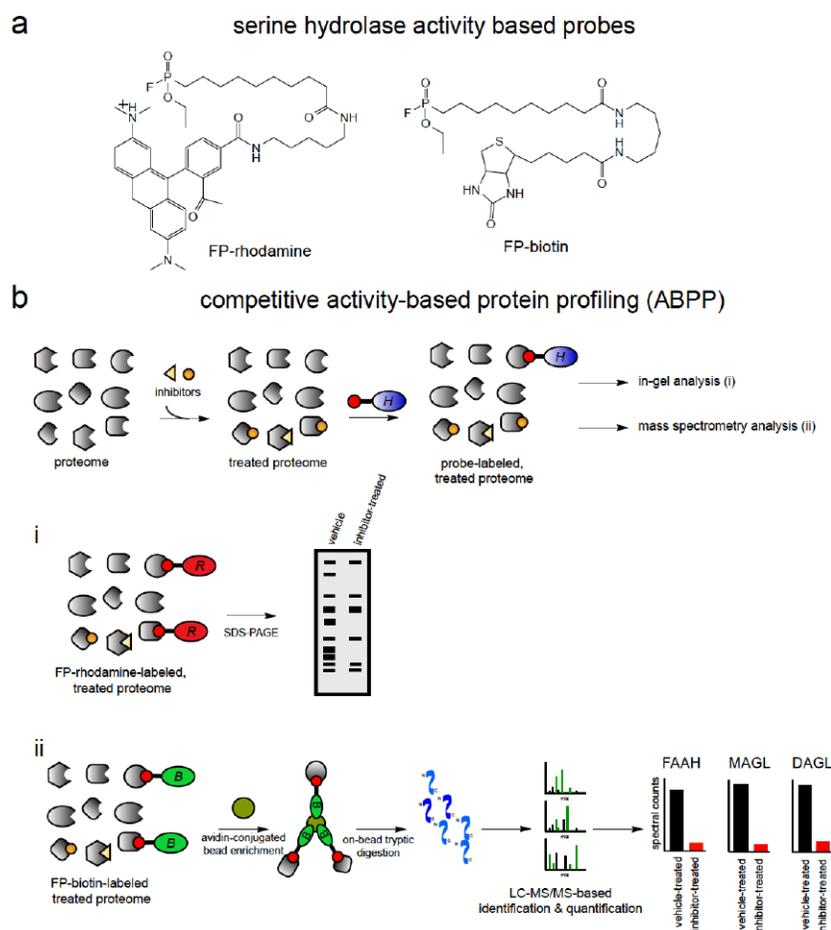 a
serine hydrolase activity based probes
O
F
P
O
H
+
N
O
NH
O
N
H
O
N
FP-rhodamine
O
F
P
O
O
N
H
S
H
N
O
HN
NH
O
FP-biotin
b
competitive activity-based protein profiling (ABPP)
inhibitors
H
H
in-gel analysis (i)
mass spectrometry analysis (ii)
proteome
treated proteome
probe-labeled,
treated proteome
i
vehicle
inhibitor-treated
R
R
SDS-PAGE
FP-rhodamine-labeled,
treated proteome
ii
B
B
avidin-conjugated
bead enrichment
B
B
B
on-bead tryptic
digestion
FP-biotin-labeled
treated proteome
LC-MS/MS-based
identification & quantification
FAAH
MAGL
DAGL
spectral counts
vehicle-treated
inhibitor-treated
vehicle-treated
inhibitor-treated
vehicle-treated
inhibitor-treated